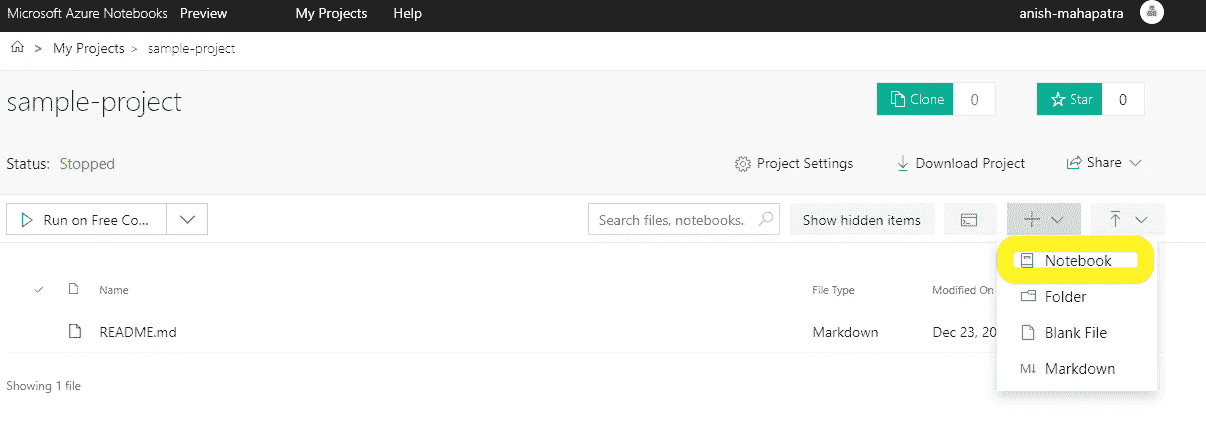 Microsoft Azure Notebooks Preview My Projects Help anish-mahapatra
> My Projects > sample-project
sample-project
Clone 0 Star 0
Status: Stopped
Project Settings Download Project Share
Run on Free Co...
Search files, notebooks.
Show hidden items
Notebook
Folder
Blank File
M↓ Markdown
Name File Type Modified On
README.md Markdown Dec 23, 20
Showing 1 file